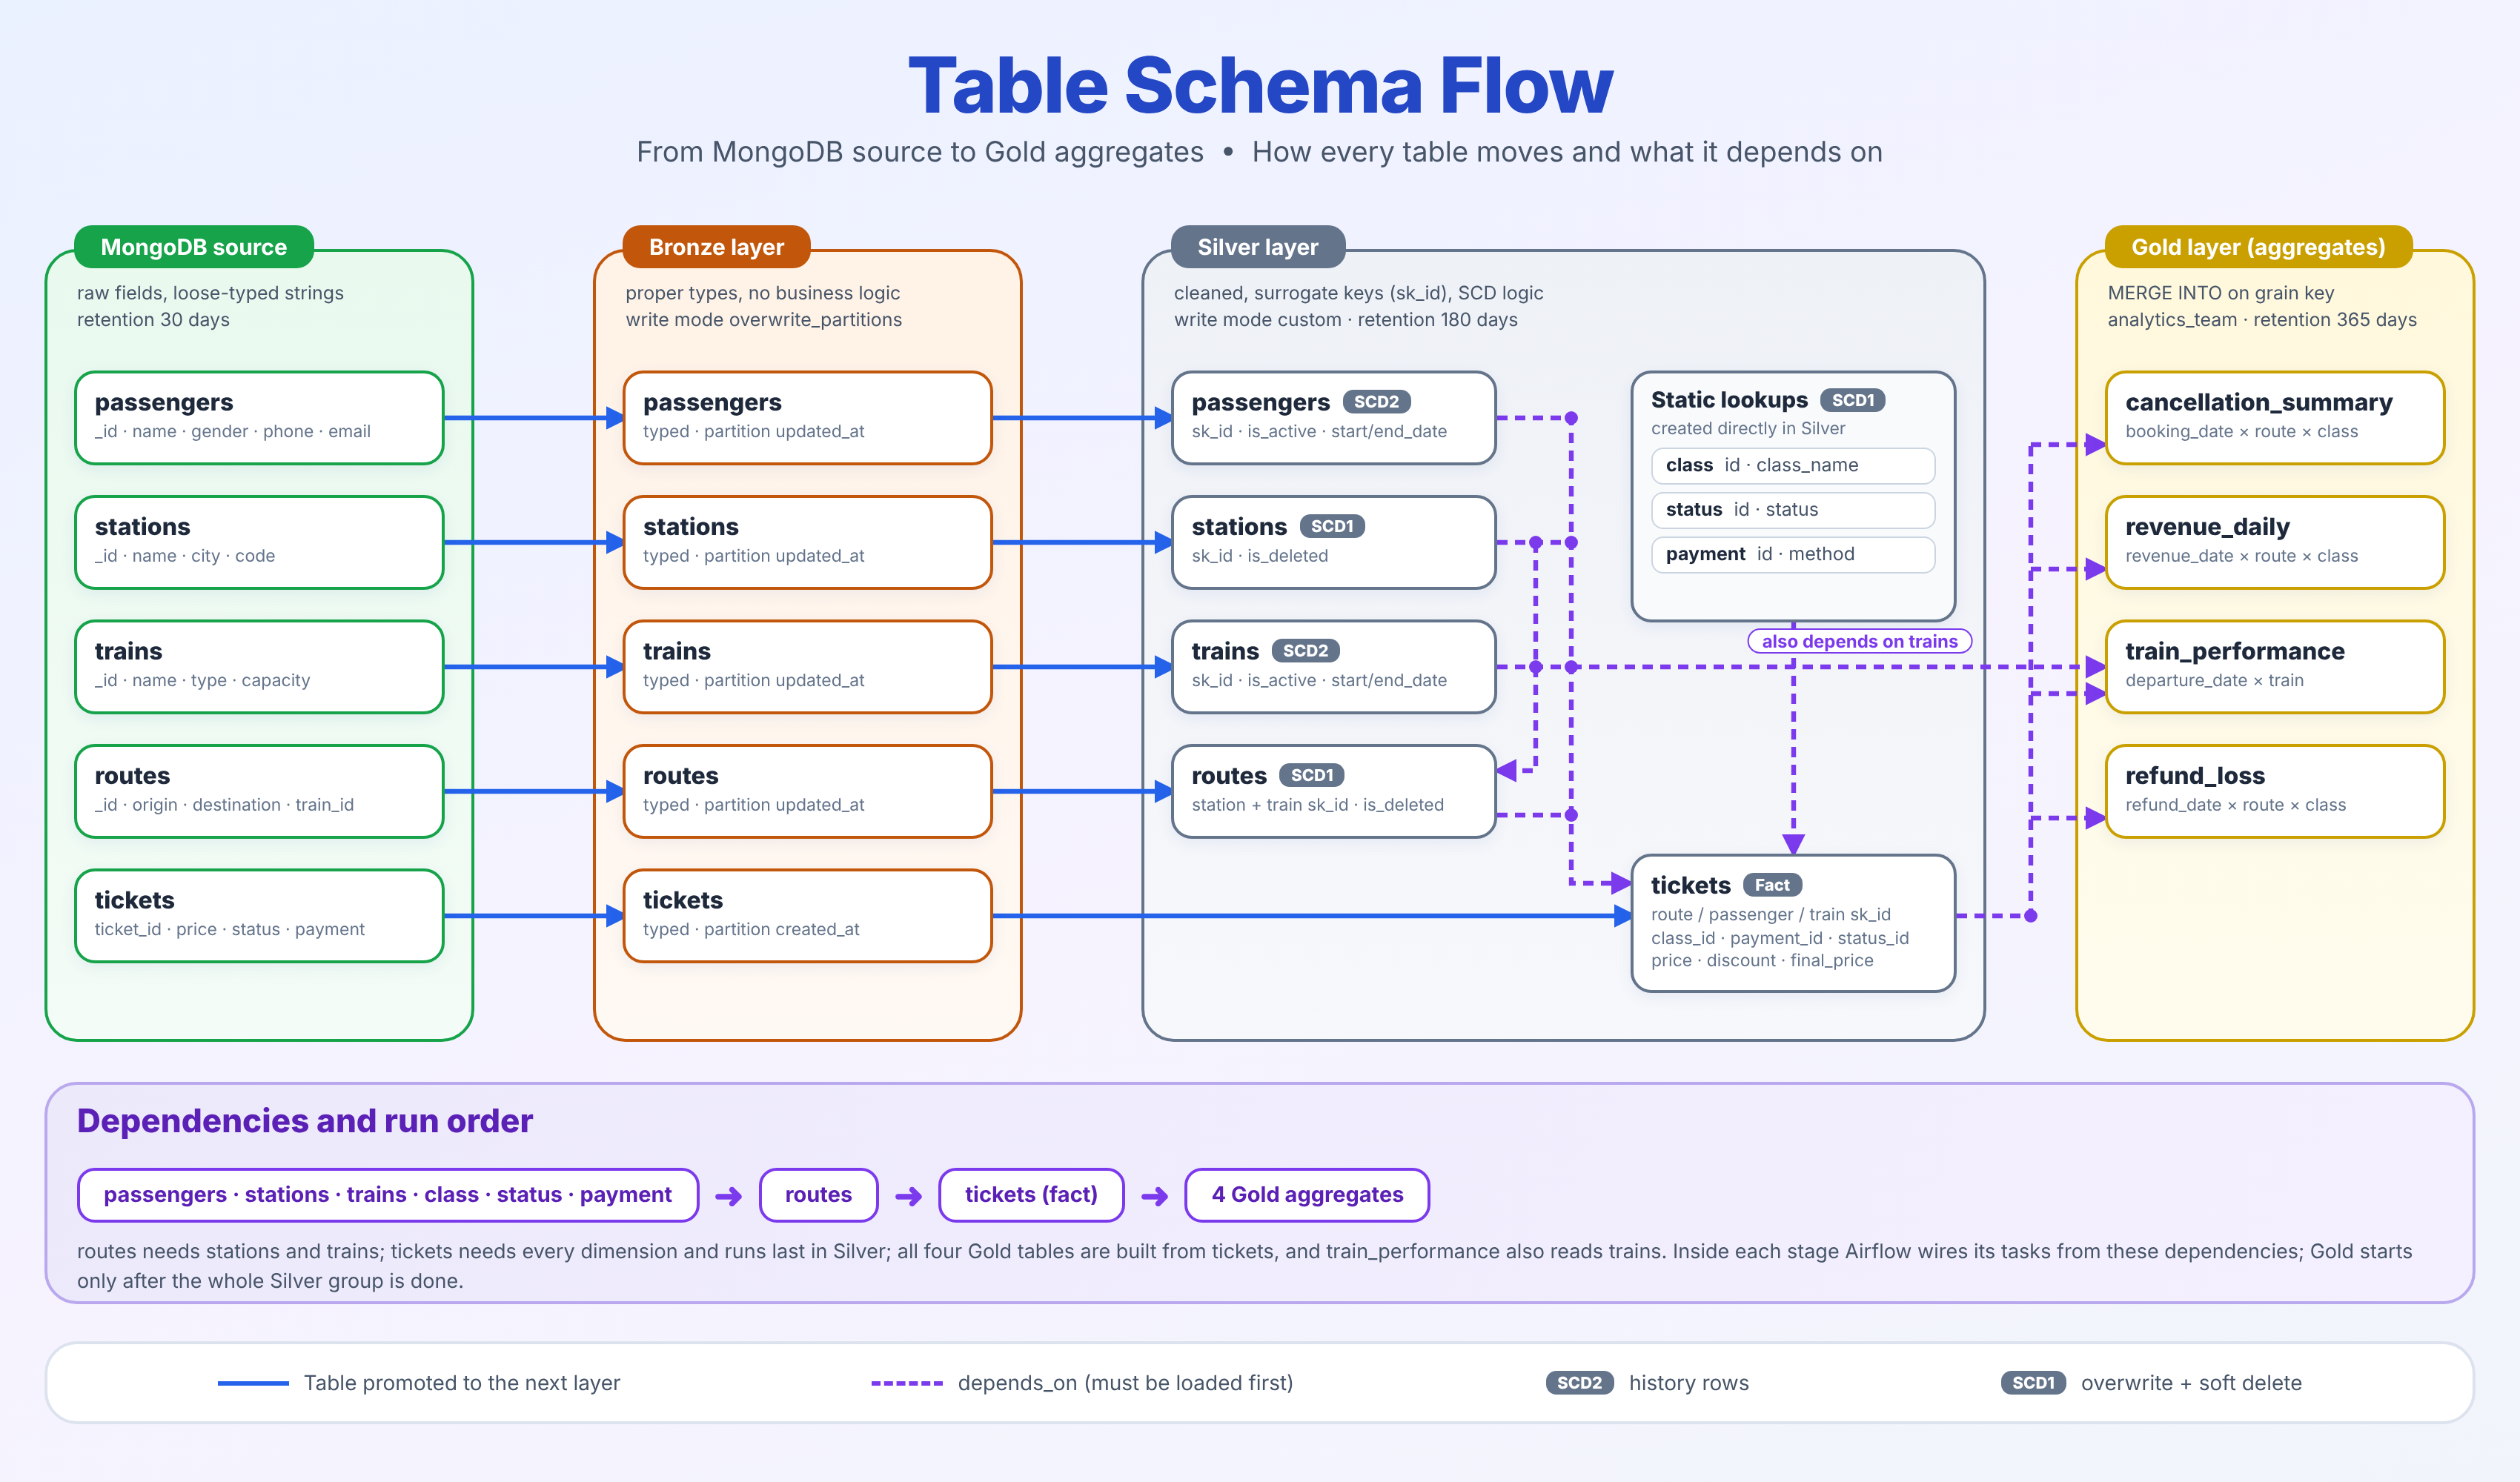 Table Schema Flow
From MongoDB source to Gold aggregates • How every table moves and what it depends on
MongoDB source
raw fields, loose-typed strings
retention 30 days
passengers
_id · name · gender · phone · email
stations
_id · name · city · code
trains
_id · name · type · capacity
routes
_id · origin · destination · train_id
tickets
ticket_id · price · status · payment
Bronze layer
proper types, no business logic
write mode overwrite_partitions
passengers
typed · partition updated_at
stations
typed · partition updated_at
trains
typed · partition updated_at
routes
typed · partition updated_at
tickets
typed · partition created_at
Silver layer
cleaned, surrogate keys (sk_id), SCD logic
write mode custom · retention 180 days
passengers SCD2
sk_id · is_active · start/end_date
stations SCD1
sk_id · is_deleted
trains SCD2
sk_id · is_active · start/end_date
routes SCD1
station + train sk_id · is_deleted
Static lookups SCD1
created directly in Silver
class id · class_name
status id · status
payment id · method
also depends on trains
tickets Fact
route / passenger / train sk_id
class_id · payment_id · status_id
price · discount · final_price
Gold layer (aggregates)
MERGE INTO on grain key
analytics_team · retention 365 days
cancellation_summary
booking_date × route × class
revenue_daily
revenue_date × route × class
train_performance
departure_date × train
refund_loss
refund_date × route × class
Dependencies and run order
passengers · stations · trains · class · status · payment ➜ routes ➜ tickets (fact) ➜ 4 Gold aggregates
routes needs stations and trains; tickets needs every dimension and runs last in Silver; all four Gold tables are built from tickets, and train_performance also reads trains. Inside each stage Airflow wires its tasks from these dependencies; Gold starts
only after the whole Silver group is done.
Table promoted to the next layer
depends_on (must be loaded first)
SCD2 history rows
SCD1 overwrite + soft delete